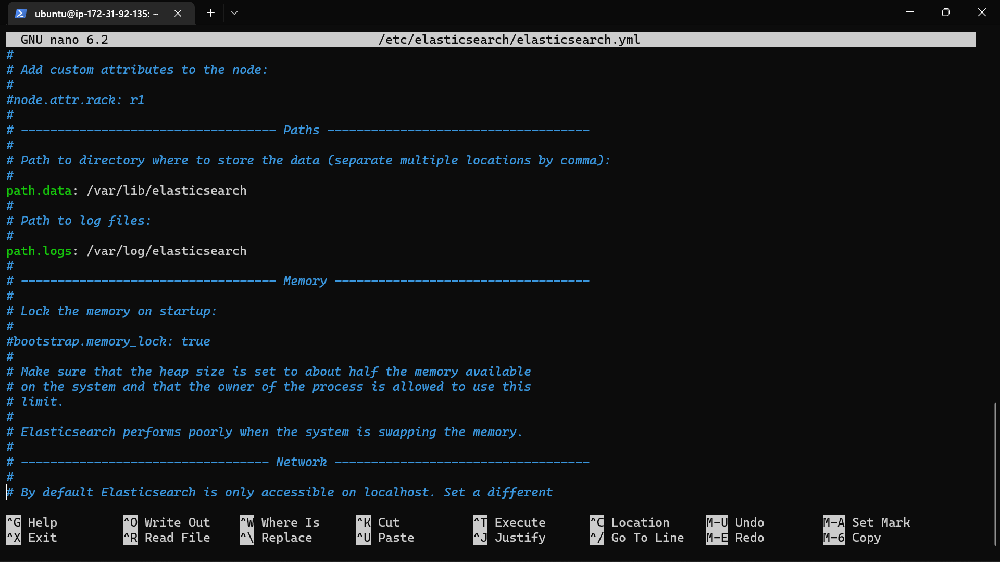 ubuntu@ip-172-31-92-135: ~
GNU nano 6.2 /etc/elasticsearch/elasticsearch.yml
#
# Add custom attributes to the node:
#
#node.attr.rack: r1
#
# ----------------------------------- Paths ------------------------------------
#
# Path to directory where to store the data (separate multiple locations by comma):
#
path.data: /var/lib/elasticsearch
#
# Path to log files:
#
path.logs: /var/log/elasticsearch
#
# ----------------------------------- Memory -----------------------------------
#
# Lock the memory on startup:
#
#bootstrap.memory_lock: true
#
# Make sure that the heap size is set to about half the memory available
# on the system and that the owner of the process is allowed to use this
# limit.
#
# Elasticsearch performs poorly when the system is swapping the memory.
#
# ---------------------------------- Network -----------------------------------
#
# By default Elasticsearch is only accessible on localhost. Set a different
^G Help ^O Write Out ^W Where Is ^K Cut ^T Execute ^C Location M-U Undo M-A Set Mark
^X Exit ^R Read File ^\ Replace ^U Paste ^J Justify ^/ Go To Line M-E Redo M-6 Copy